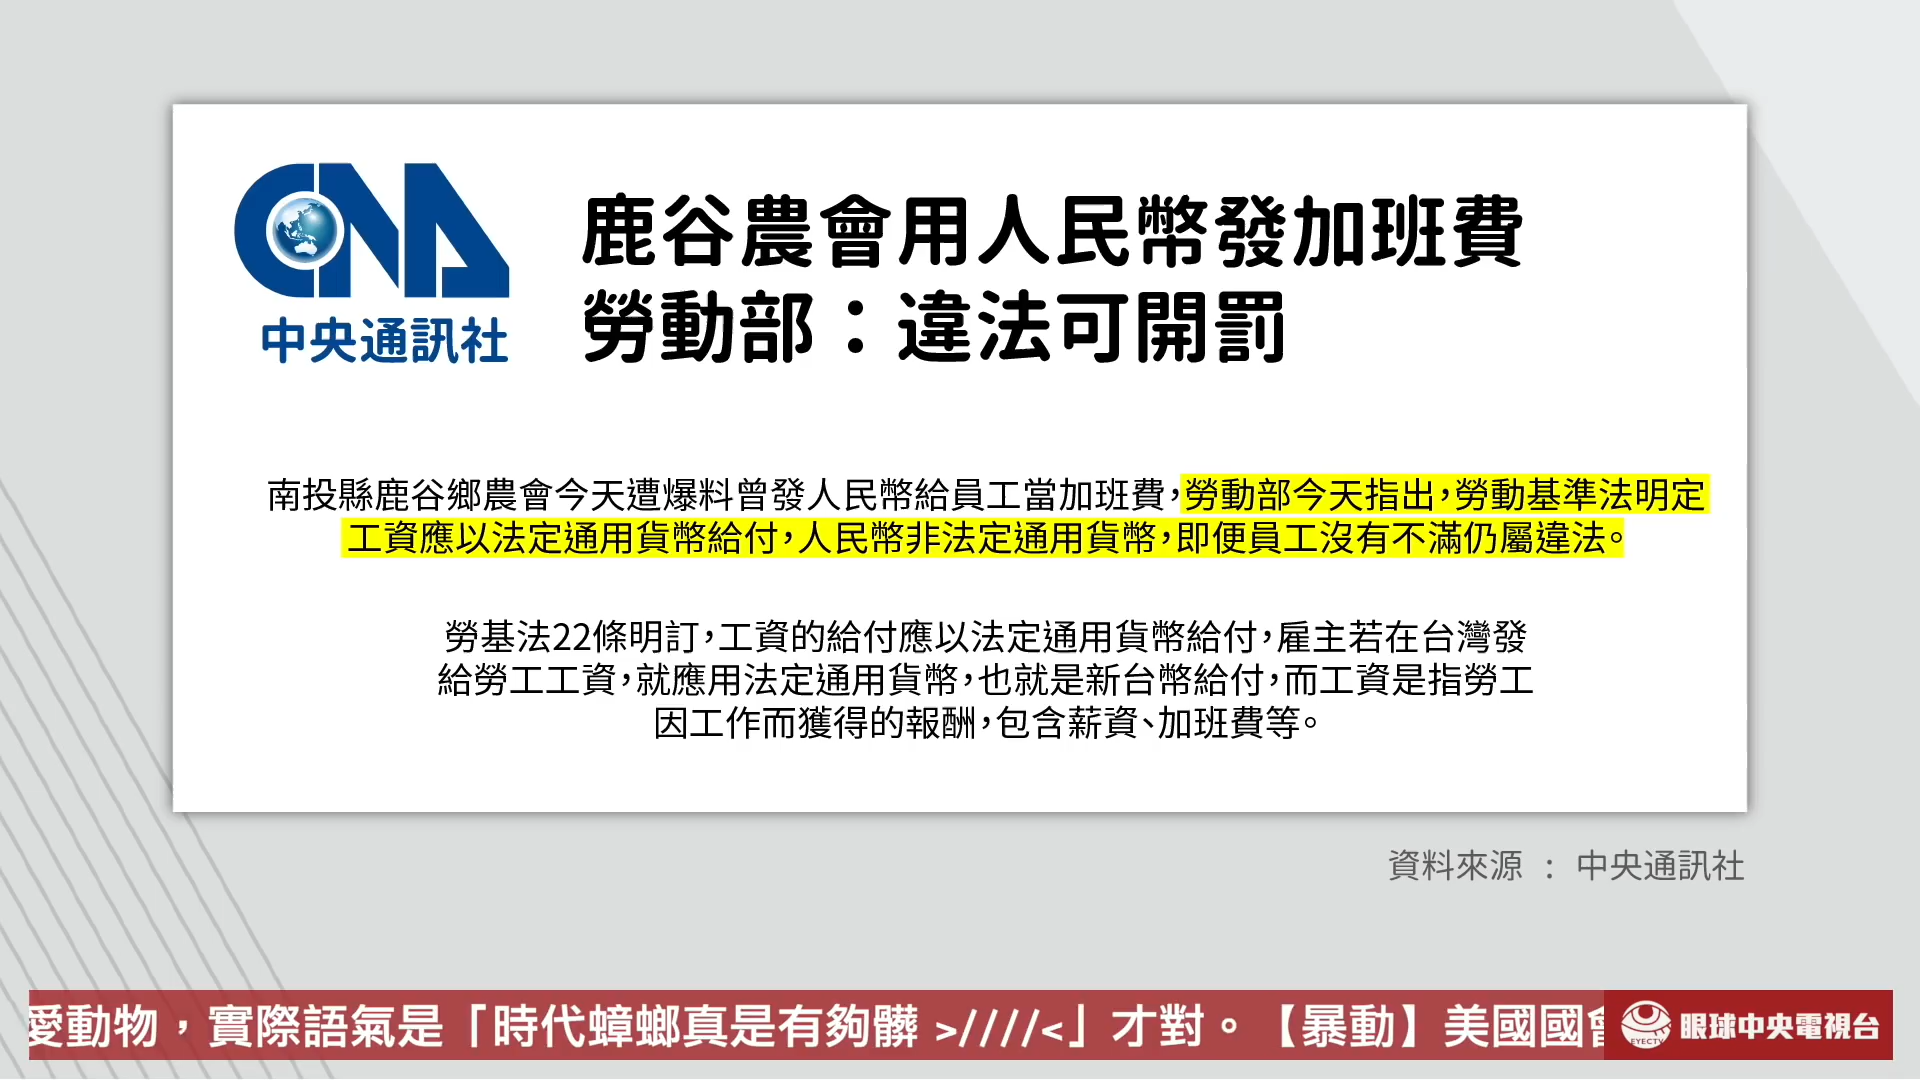 CNA
中央通訊社
鹿谷農會用人民幣發加班費
勞動部：違法可開罰
南投縣鹿谷鄉農會今天遭爆料曾發人民幣給員工當加班費，勞動部今天指出，勞動基準法明定
工資應以法定通用貨幣給付，人民幣非法定通用貨幣，即便員工沒有不滿仍屬違法。
勞基法22條明訂，工資的給付應以法定通用貨幣給付，雇主若在台灣發
給勞工工資，就應用法定通用貨幣，也就是新台幣給付，而工資是指勞工
因工作而獲得的報酬，包含薪資、加班費等。
資料來源 : 中央通訊社
愛動物，實際語氣是「時代蟑螂真是有夠髒 >////<」才對。【暴動】美國國會
EYECTV
眼球中央電視台